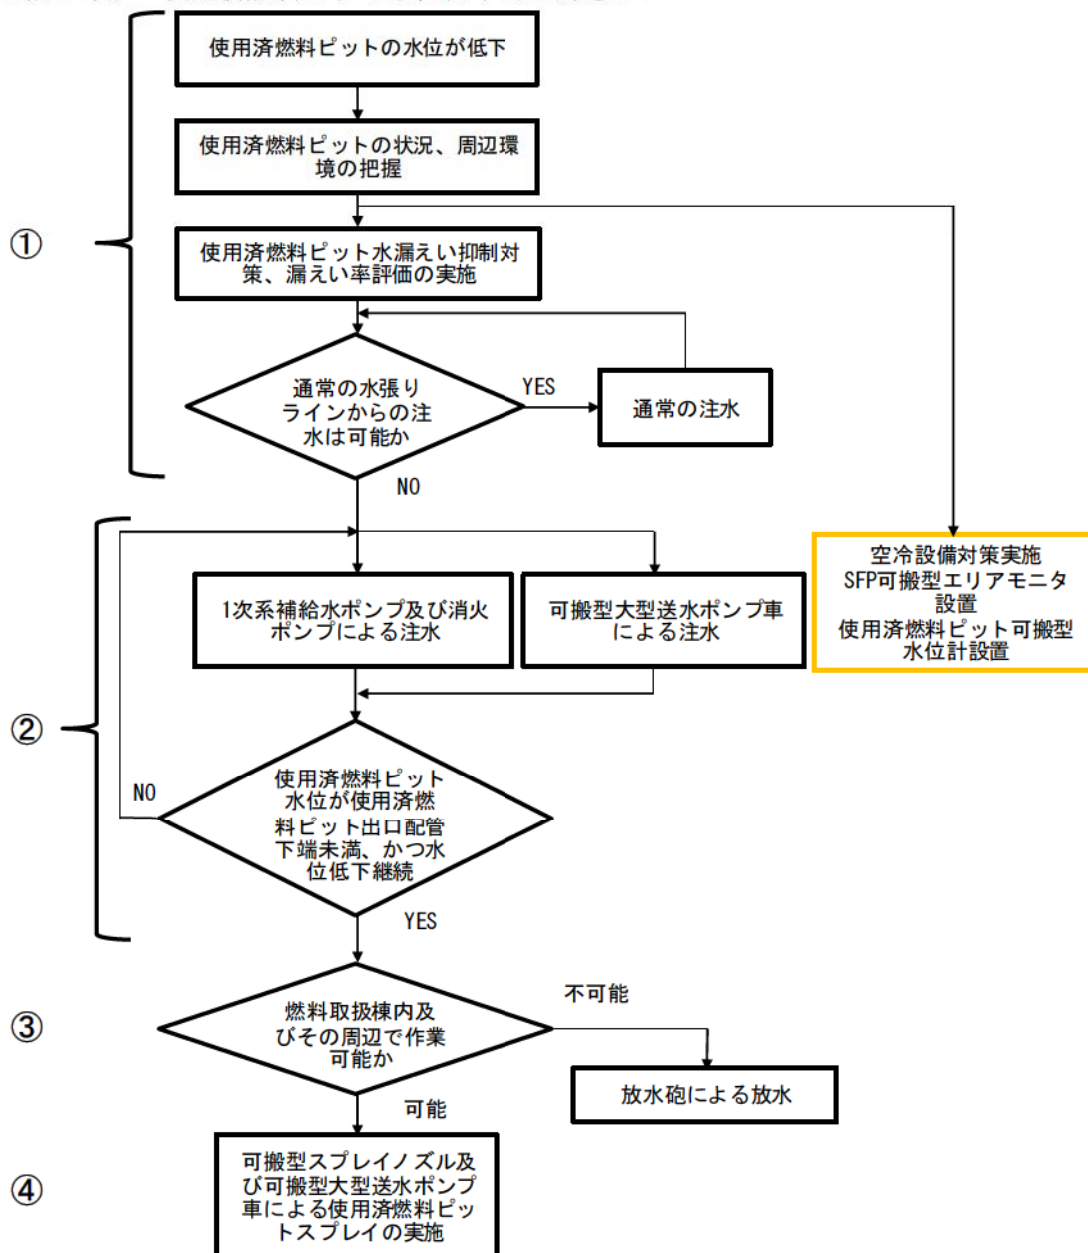 使用済燃料ピットの水位が低下
使用済燃料ピットの状況、周辺環
境の把握
①
使用済燃料ピット水漏えい抑制対
策、漏えい率評価の実施
通常の水張り
ラインからの注
水は可能か
YES
通常の注水
NO
空冷設備対策実施
SFP可搬型エリアモニタ
設置
使用済燃料ピット可搬型
水位計設置
1次系補給水ポンプ及び消火
ポンプによる注水
可搬型大型送水ポンプ車
による注水
②
使用済燃料ピット
水位が使用済燃
料ピット出口配管
下端未満、かつ水
位低下継続
NO
YES
③
燃料取扱棟内及
びその周辺で作業
可能か
不可能
放水砲による放水
可能
④
可搬型スプレイノズル及
び可搬型大型送水ポンプ
車による使用済燃料ピッ
トスプレイの実施